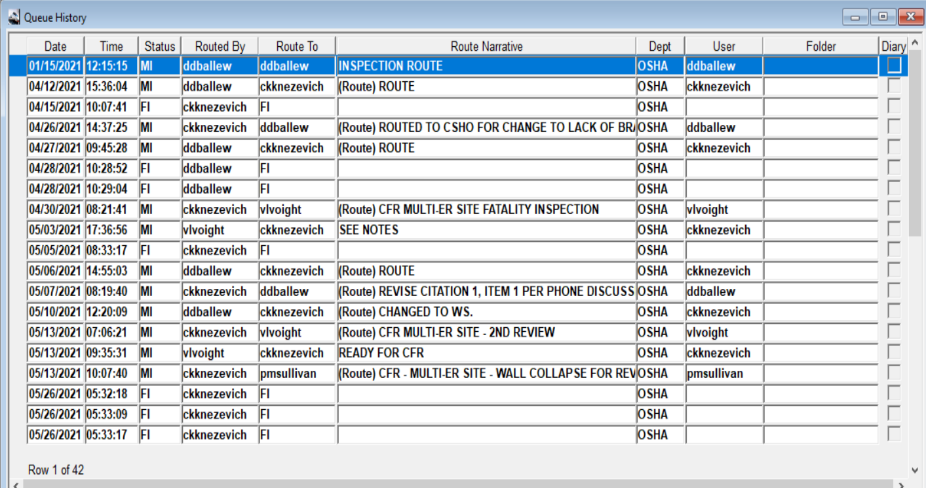 Queue History
Date Time Status Routed By Route To Route Narrative Dept User Folder Diary
01/15/2021 12:15:15 MI ddballew ddballew INSPECTION ROUTE OSHA ddballew
04/12/2021 15:36:04 MI ddballew ckknezevich (Route) ROUTE OSHA ckknezevich
04/15/2021 10:07:41 FI ckknezevich FI OSHA
04/26/2021 14:37:25 MI ckknezevich ddballew (Route) ROUTED TO CSHO FOR CHANGE TO LACK OF BRA OSHA ddballew
04/27/2021 09:45:28 MI ddballew ckknezevich (Route) ROUTE OSHA ckknezevich
04/28/2021 10:28:52 FI ddballew FI OSHA
04/28/2021 10:29:04 FI ddballew FI OSHA
04/30/2021 08:21:41 MI ckknezevich vlvoight (Route) CFR MULTI-ER SITE FATALITY INSPECTION OSHA vlvoight
05/03/2021 17:36:56 MI vlvoight ckknezevich SEE NOTES OSHA ckknezevich
05/05/2021 08:33:17 FI ckknezevich FI OSHA
05/06/2021 14:55:03 MI ddballew ckknezevich (Route) ROUTE OSHA ckknezevich
05/07/2021 08:19:40 MI ckknezevich ddballew (Route) REVISE CITATION 1, ITEM 1 PER PHONE DISCUSS OSHA ddballew
05/10/2021 12:20:09 MI ddballew ckknezevich (Route) CHANGED TO WS. OSHA ckknezevich
05/13/2021 07:06:21 MI ckknezevich vlvoight (Route) CFR MULTI-ER SITE - 2ND REVIEW OSHA vlvoight
05/13/2021 09:35:31 MI vlvoight ckknezevich READY FOR CFR OSHA ckknezevich
05/13/2021 10:07:40 MI ckknezevich pmsullivan (Route) CFR - MULTI-ER SITE - WALL COLLAPSE FOR REV OSHA pmsullivan
05/26/2021 05:32:18 FI ckknezevich FI OSHA
05/26/2021 05:33:09 FI ckknezevich FI OSHA
05/26/2021 05:33:17 FI ckknezevich FI OSHA
Row 1 of 42